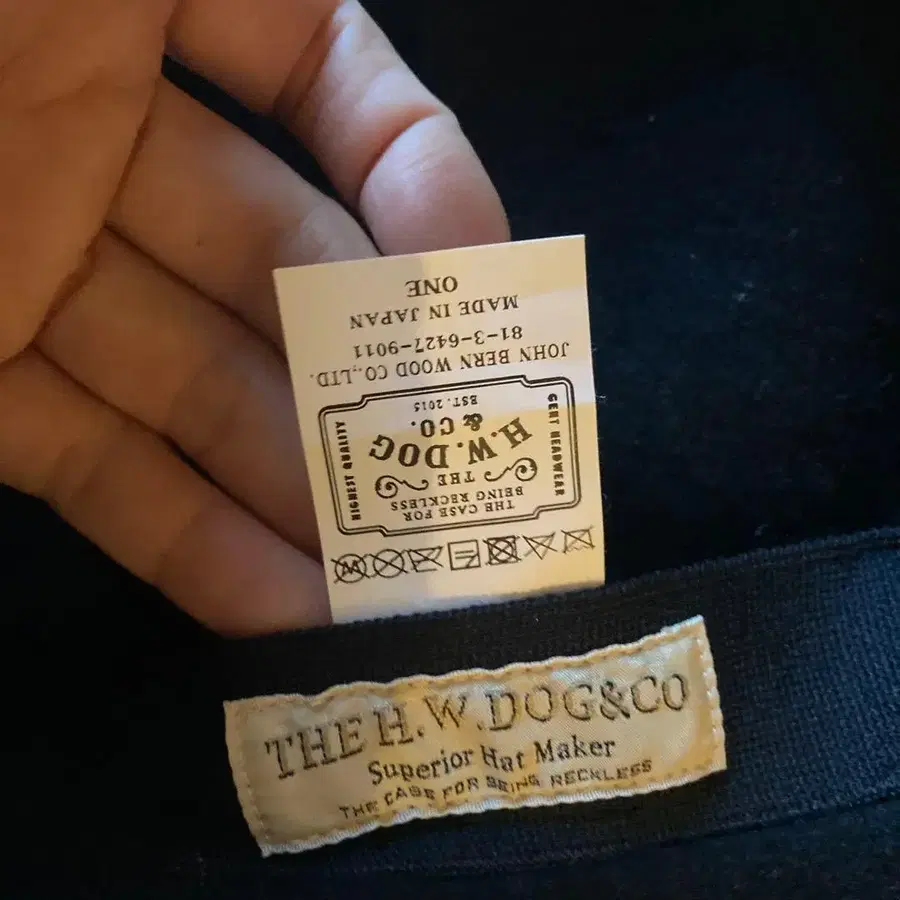 ONE
MADE IN JAPAN
81-3-6427-9011
JOHN BERN WOOD CO.,LTD.
EST. 2015
& CO.
H.W.DOG
THE
BEING RECKLESS
THE CASE FOR
HIGHEST QUALITY
GENT HEADWEAR
THE H.W.DOG&CO
Superior Hat Maker
THE CASE FOR BEING RECKLESS